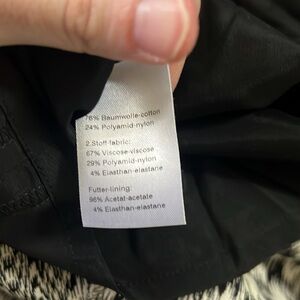 76% Baumwolle-cotton
24% Polyamid-nylon
2.Stoff-fabric:
67% Viscose-viscose
29% Polyamid-nylon
4% Elasthan-elastane
Futter-lining:
96% Acetat-acetate
4% Elasthan-elastane